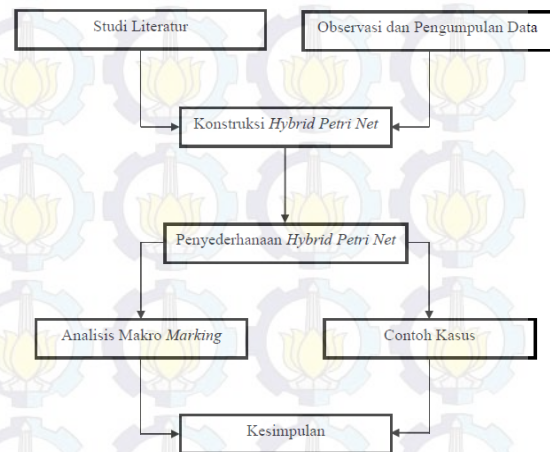 Studi Literatur
Observasi dan Pengumpulan Data
Konstruksi Hybrid Petri Net
Penyederhanaan Hybrid Petri Net
Analisis Makro Marking
Contoh Kasus
Kesimpulan